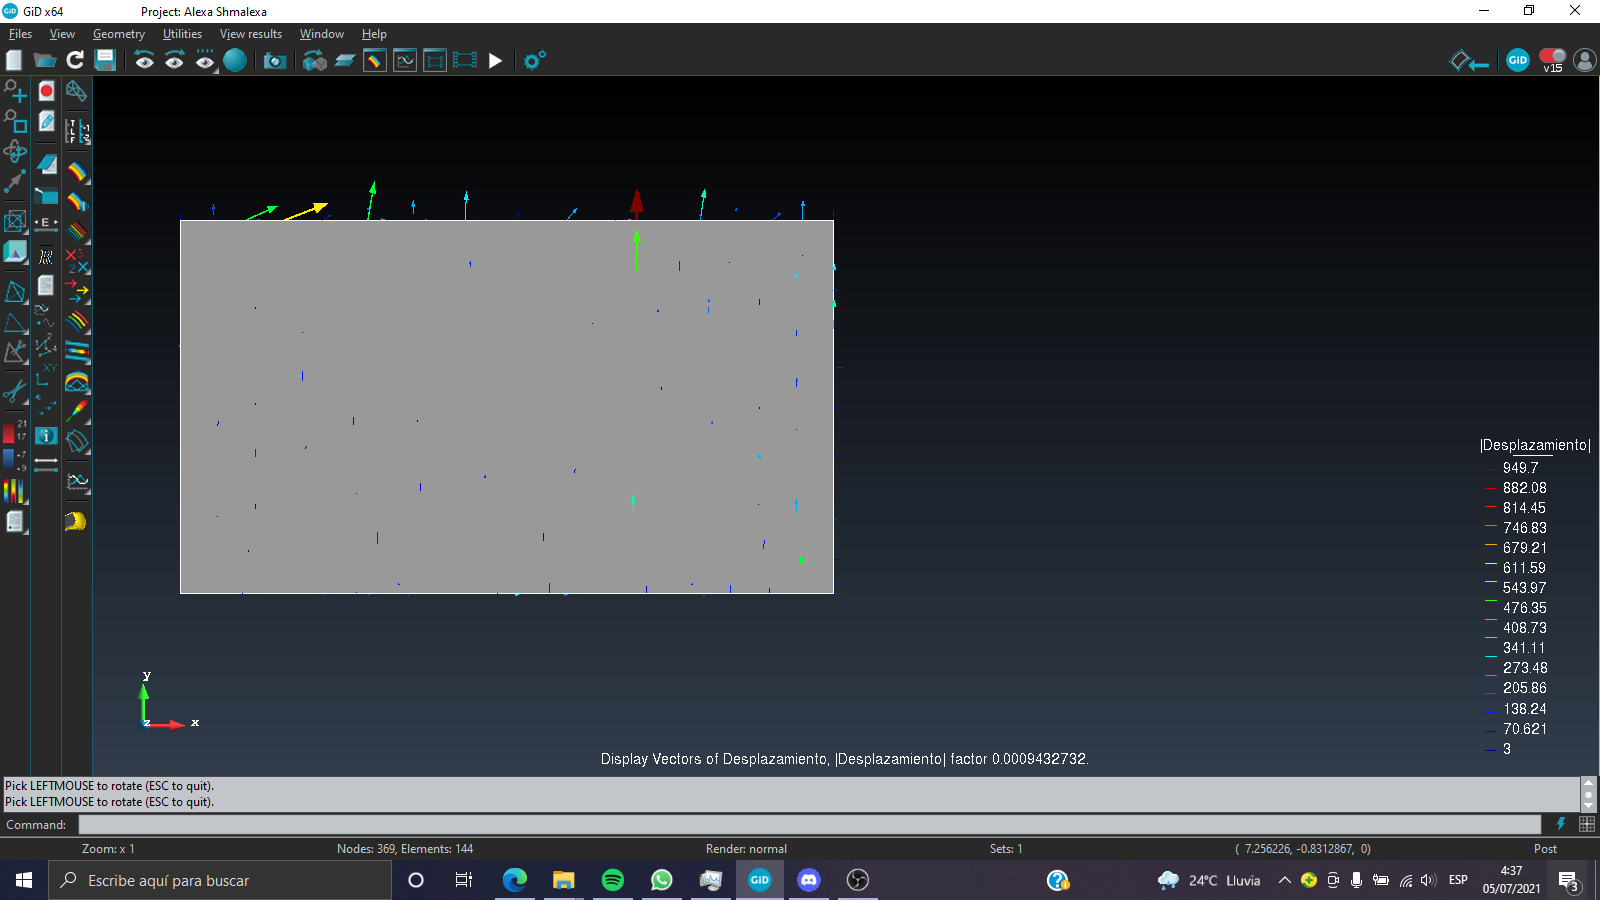 GiD x64 Project: Alexa Shmalexa
Files View Geometry Utilities View results Window Help
GiD
v15
|Desplazamiento|
949.7
882.08
814.45
746.83
679.21
611.59
543.97
476.35
408.73
341.11
273.48
205.86
138.24
70.621
3
y
z x
Display Vectors of Desplazamiento, |Desplazamiento| factor 0.0009432732.
Pick LEFTMOUSE to rotate (ESC to quit).
Pick LEFTMOUSE to rotate (ESC to quit).
Command:
Zoom: x 1 Nodes: 369, Elements: 144 Render: normal Sets: 1 ( 7.256226, -0.8312867, 0) Post
Escribe aquí para buscar
GiD
24°C Lluvia
ESP
4:37
05/07/2021
3